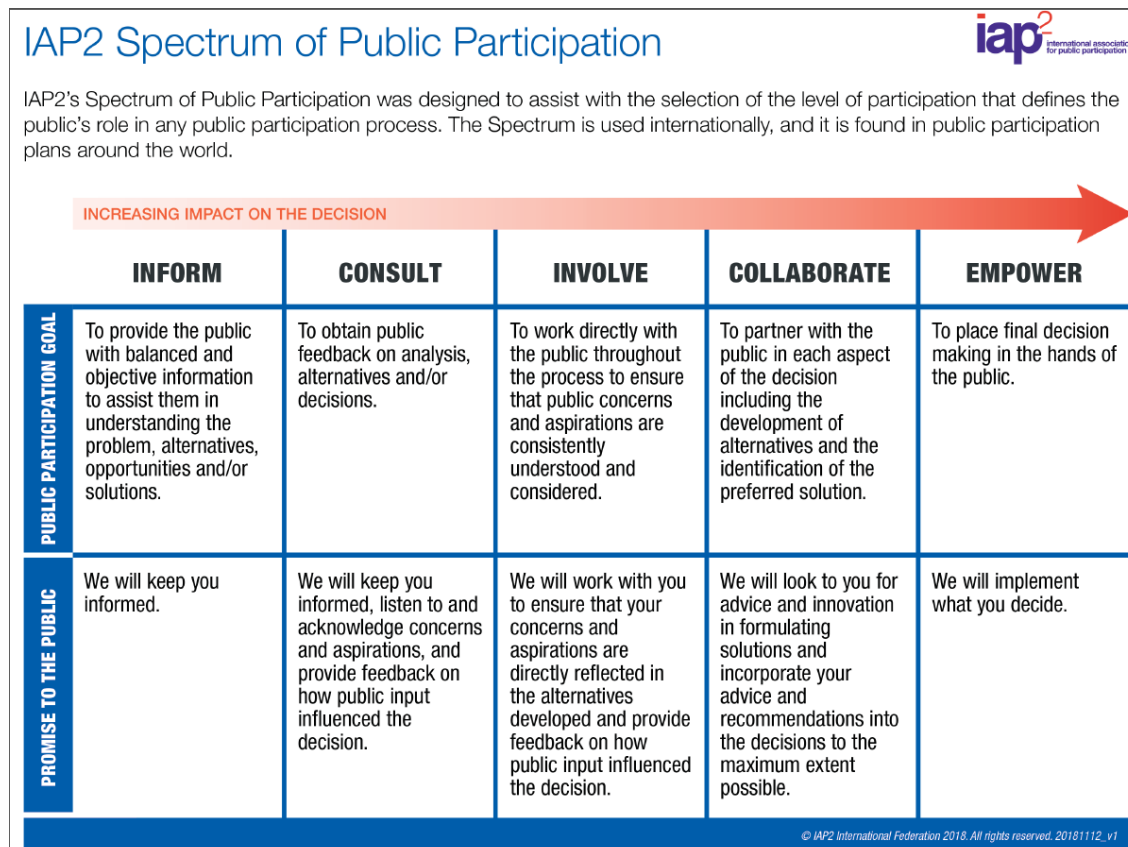 IAP2 Spectrum of Public Participation
iap2
international associatio
for public participation
IAP2's Spectrum of Public Participation was designed to assist with the selection of the level of participation that defines the
public's role in any public participation process. The Spectrum is used internationally, and it is found in public participation
plans around the world.
INCREASING IMPACT ON THE DECISION
INFORM
CONSULT
INVOLVE
COLLABORATE
EMPOWER
PUBLIC PARTICIPATION GOAL
To provide the public
with balanced and
objective information
to assist them in
understanding the
problem, alternatives,
opportunities and/or
solutions.
To obtain public
feedback on analysis,
alternatives and/or
decisions.
To work directly with
the public throughout
the process to ensure
that public concerns
and aspirations are
consistently
understood and
considered.
To partner with the
public in each aspect
of the decision
including the
development of
alternatives and the
identification of the
preferred solution.
To place final decision
making in the hands of
the public.
PROMISE TO THE PUBLIC
We will keep you
informed.
We will keep you
informed, listen to and
acknowledge concerns
and aspirations, and
provide feedback on
how public input
influenced the
decision.
We will work with you
to ensure that your
concerns and
aspirations are
directly reflected in
the alternatives
developed and provide
feedback on how
public input influenced
the decision.
We will look to you for
advice and innovation
in formulating
solutions and
incorporate your
advice and
recommendations into
the decisions to the
maximum extent
possible.
We will implement
what you decide.
© IAP2 International Federation 2018. All rights reserved. 20181112_v1